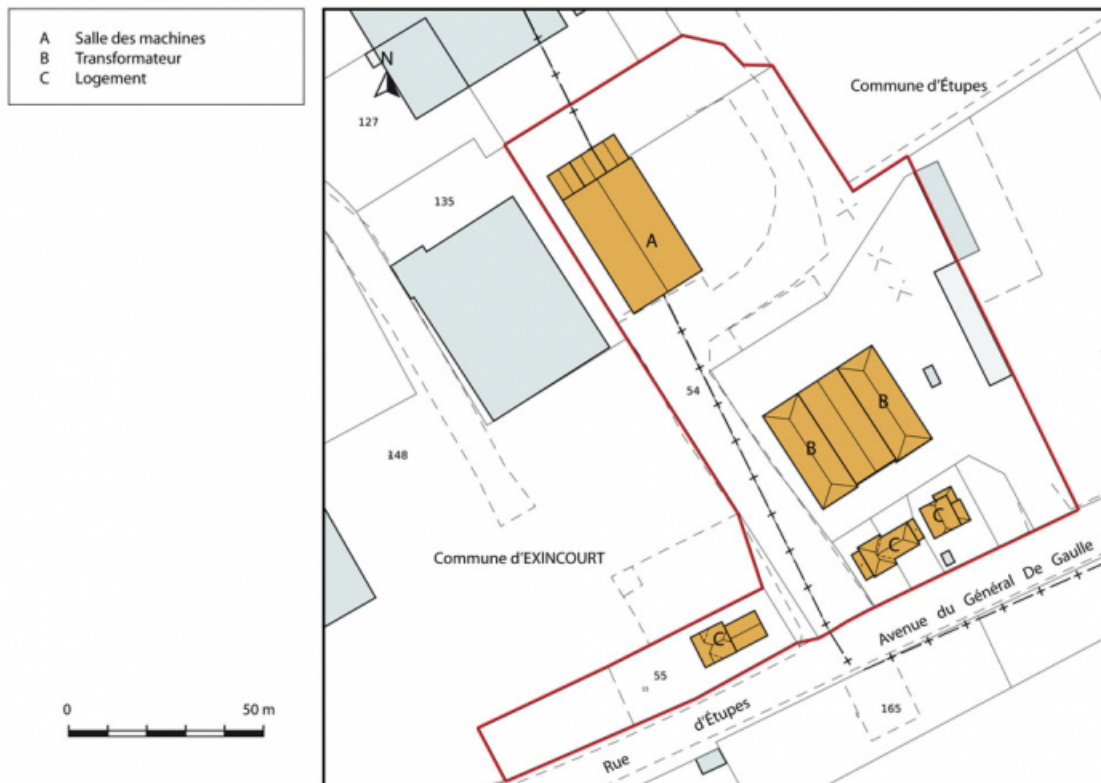 A Salle des machines
B Transformateur
C Logement
N
127
Commune d'Étupes
135
A
54
B
B
148
C
C
Commune d'EXINCOURT
Avenue du Général De Gaulle
C
55
0 50 m
165
Rue d'Étupes